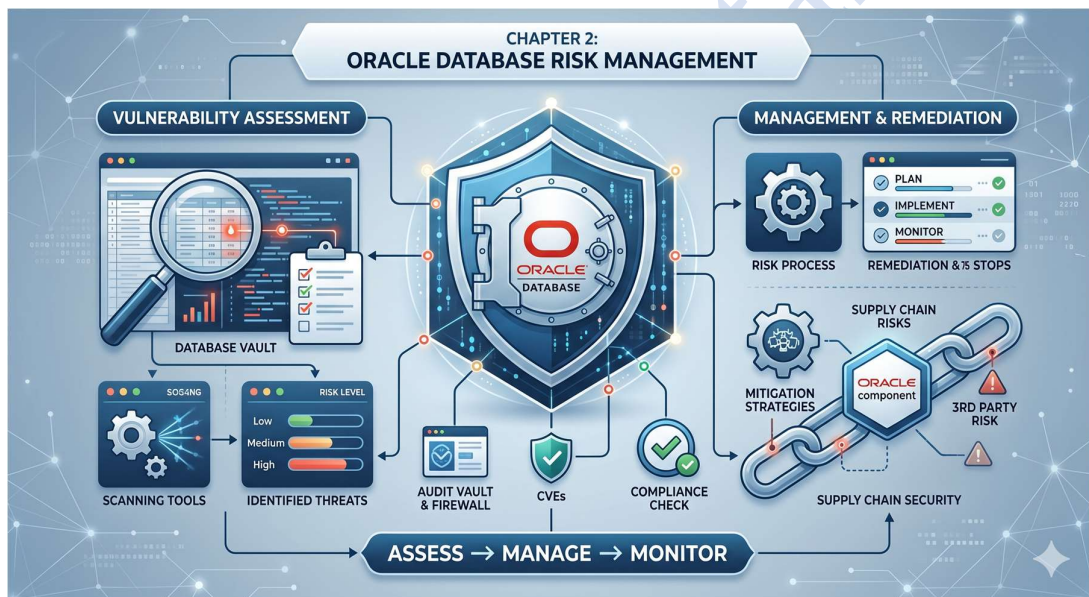 CHAPTER 2:
ORACLE DATABASE RISK MANAGEMENT
VULNERABILITY ASSESSMENT
MANAGEMENT & REMEDIATION
DATABASE VAULT
SOS4NG
SCANNING TOOLS
RISK LEVEL
Low
Medium
High
IDENTIFIED THREATS
ORACLE
DATABASE
AUDIT VAULT
& FIREWALL
CVEs
COMPLIANCE
CHECK
RISK PROCESS
PLAN
IMPLEMENT
MONITOR
REMEDIATION & 75 STOPS
SUPPLY CHAIN
RISKS
MITIGATION
STRATEGIES
ORACLE
component
3RD PARTY
RISK
SUPPLY CHAIN SECURITY
ASSESS → MANAGE → MONITOR